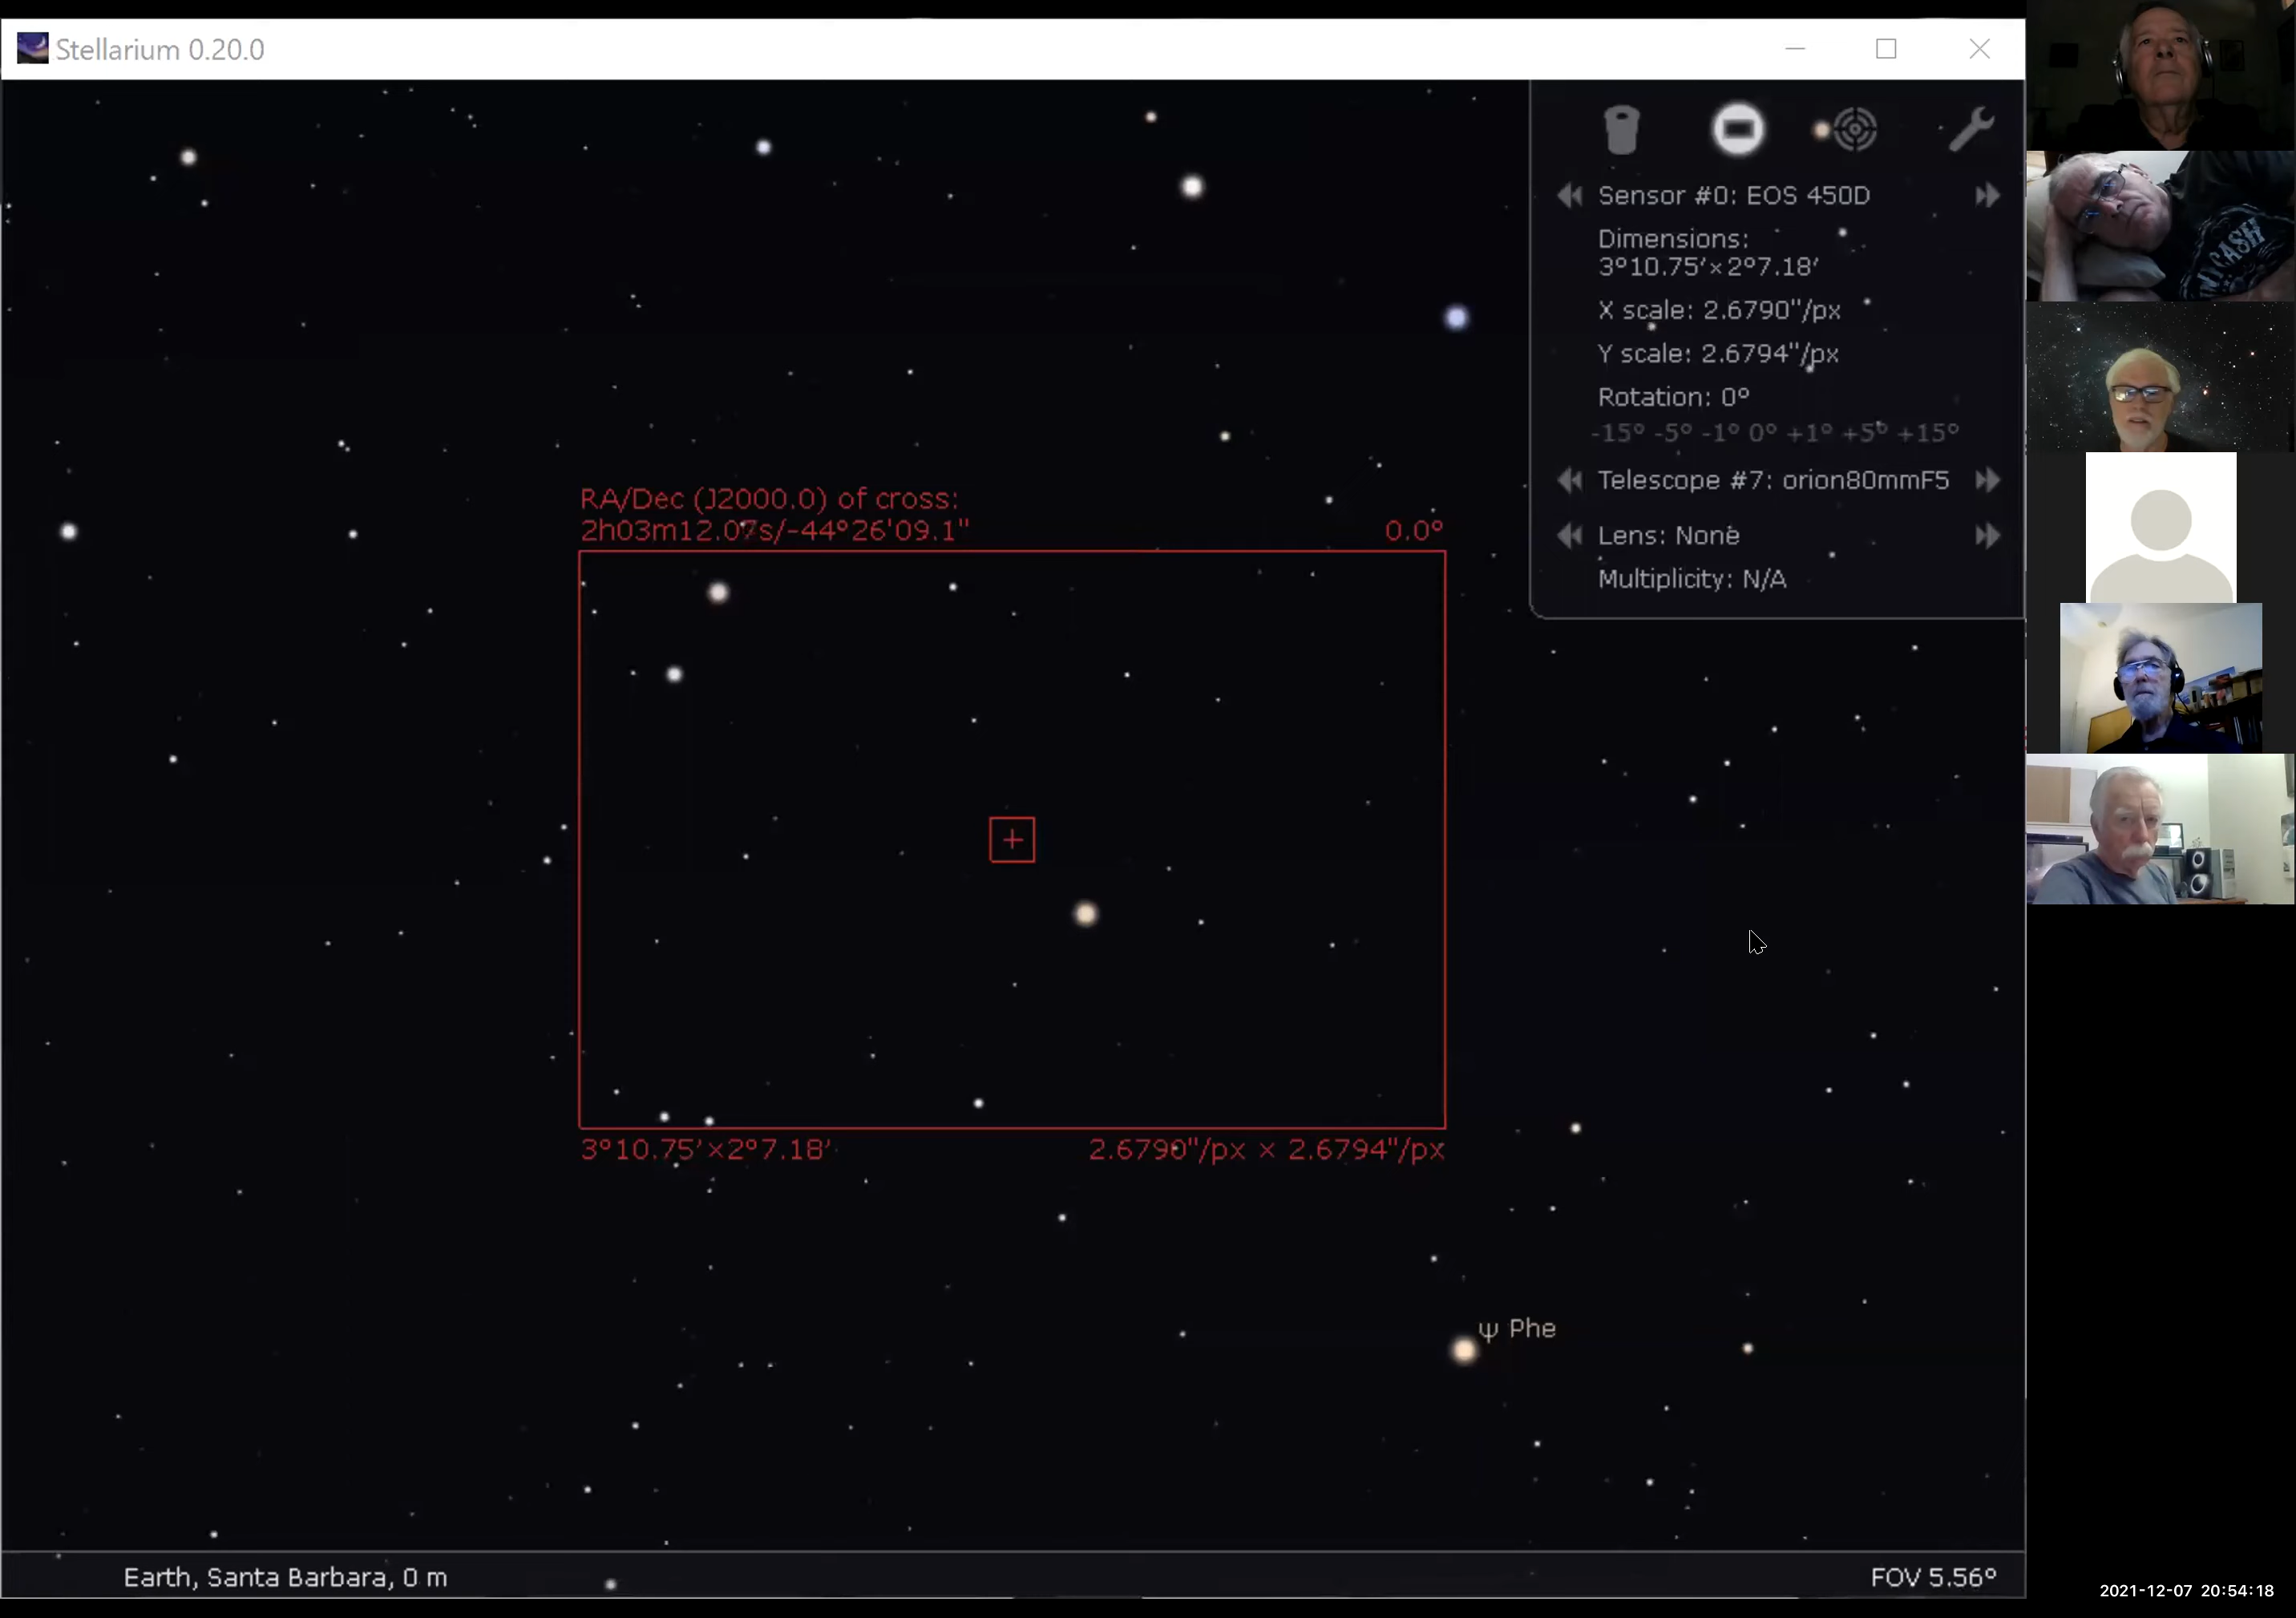 Stellarium 0.20.0
Sensor #0: EOS 450D
Dimensions:
3°10.75'×2°7.18'
X scale: 2.6790"/px
Y scale: 2.6794"/px
Rotation: 0°
-15° -5° -1° 0° +1° +5° +15°
Telescope #7: orion80mmF5
Lens: None
Multiplicity: N/A
RA/Dec (J2000.0) of cross:
2h03m12.07s/-44°26'09.1"
0.0°
3°10.75'×2°7.18'
2.6790"/px × 2.6794"/px
ψ Phe
Earth, Santa Barbara, 0 m
FOV 5.56°
NYCASH
2021-12-07 20:54:18